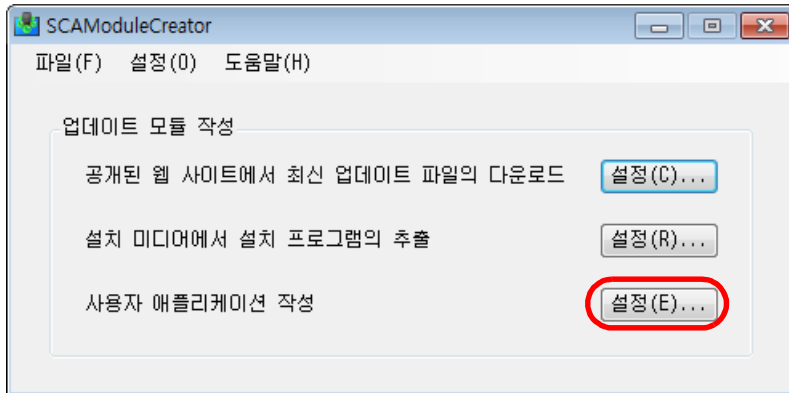 SCAModuleCreator
파일(F) 설정(O) 도움말(H)
업데이트 모듈 작성
공개된 웹 사이트에서 최신 업데이트 파일의 다운로드 설정(C)...
설치 미디어에서 설치 프로그램의 추출 설정(R)...
사용자 애플리케이션 작성 설정(E)...